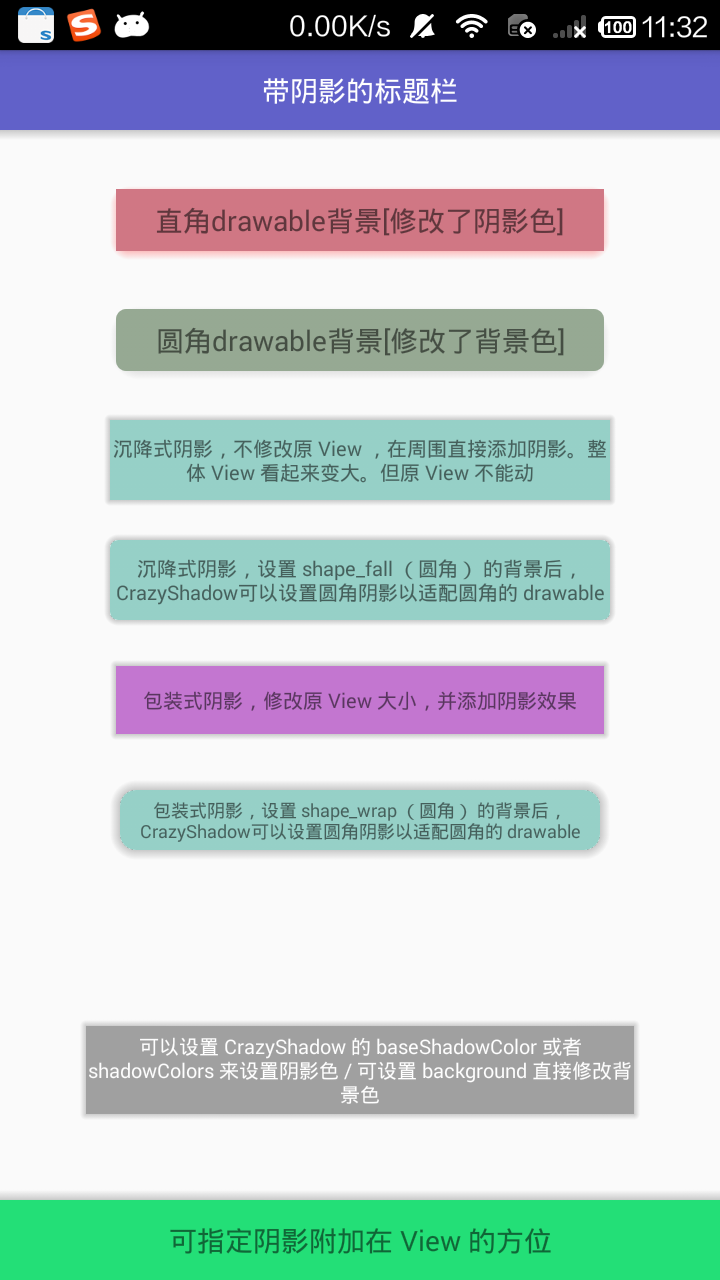 0.00K/s 100 11:32
带阴影的标题栏
直角drawable背景[修改了阴影色]
圆角drawable背景[修改了背景色]
沉降式阴影，不修改原 View ，在周围直接添加阴影。整
体 View 看起来变大。但原 View 不能动
沉降式阴影，设置 shape_fall （ 圆角 ） 的背景后，
CrazyShadow可以设置圆角阴影以适配圆角的 drawable
包装式阴影，修改原 View 大小，并添加阴影效果
包装式阴影，设置 shape_wrap （ 圆角 ） 的背景后，
CrazyShadow可以设置圆角阴影以适配圆角的 drawable
可以设置 CrazyShadow 的 baseShadowColor 或者
shadowColors 来设置阴影色 / 可设置 background 直接修改背
景色
可指定阴影附加在 View 的方位